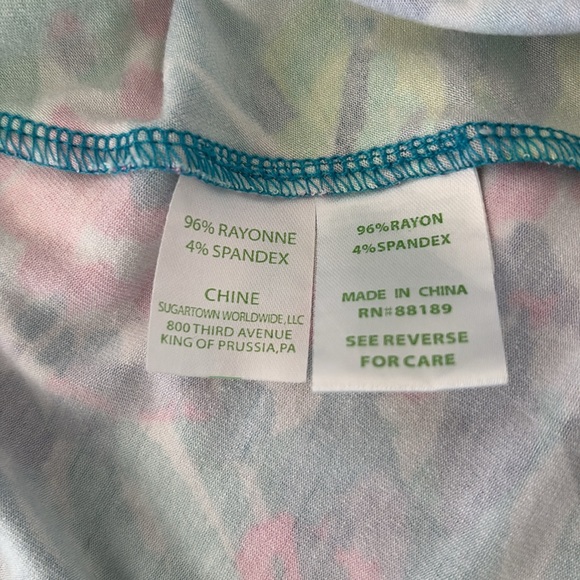 96% RAYONNE
4% SPANDEX
CHINE
SUGARTOWN WORLDWIDE, LLC
800 THIRD AVENUE
KING OF PRUSSIA,PA
96%RAYON
4%SPANDEX
MADE IN CHINA
RN#88189
SEE REVERSE
FOR CARE